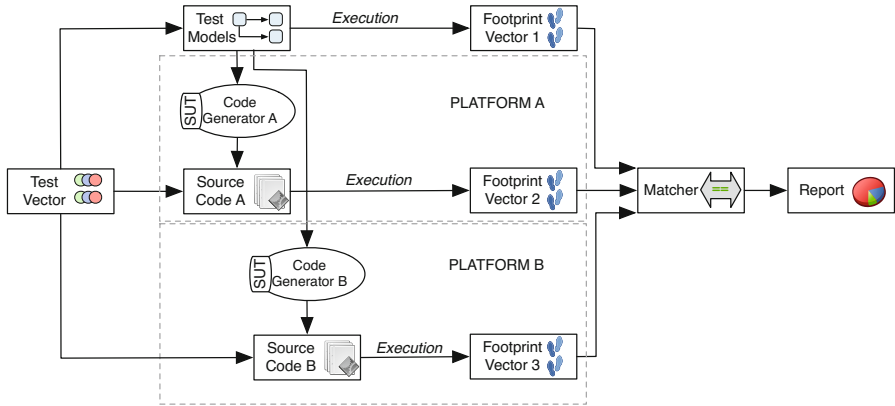 Test
Models
Execution
Footprint
Vector 1
SUT
Code
Generator A
PLATFORM A
Test
Vector
Source
Code A
Execution
Footprint
Vector 2
Matcher
==
Report
SUT
Code
Generator B
PLATFORM B
Source
Code B
Execution
Footprint
Vector 3